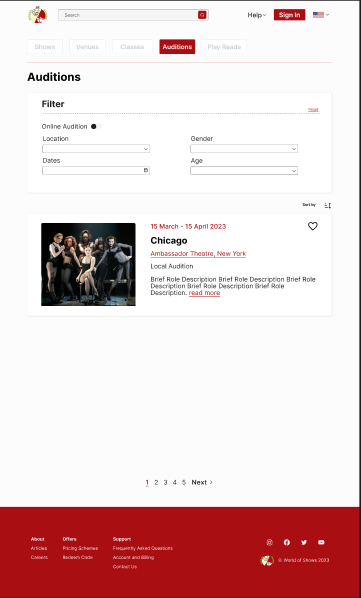 Search
Help
Sign In
Shows
Venues
Classes
Auditions
Play Reads
Auditions
Filter
Online Audition
Location
Gender
Dates
Age
Sort by
15 March - 15 April 2023
Chicago
Ambassador Theatre, New York
Local Audition
Brief Role Description Brief Role Description Brief Role
Description Brief Role Description Brief Role
Description. read more
1 2 3 4 5 Next
About
Articles
Careers
Offers
Pricing Schemes
Redeem Code
Support
Frequently Asked Questions
Account and Billing
Contact Us
© World of Shows 2023